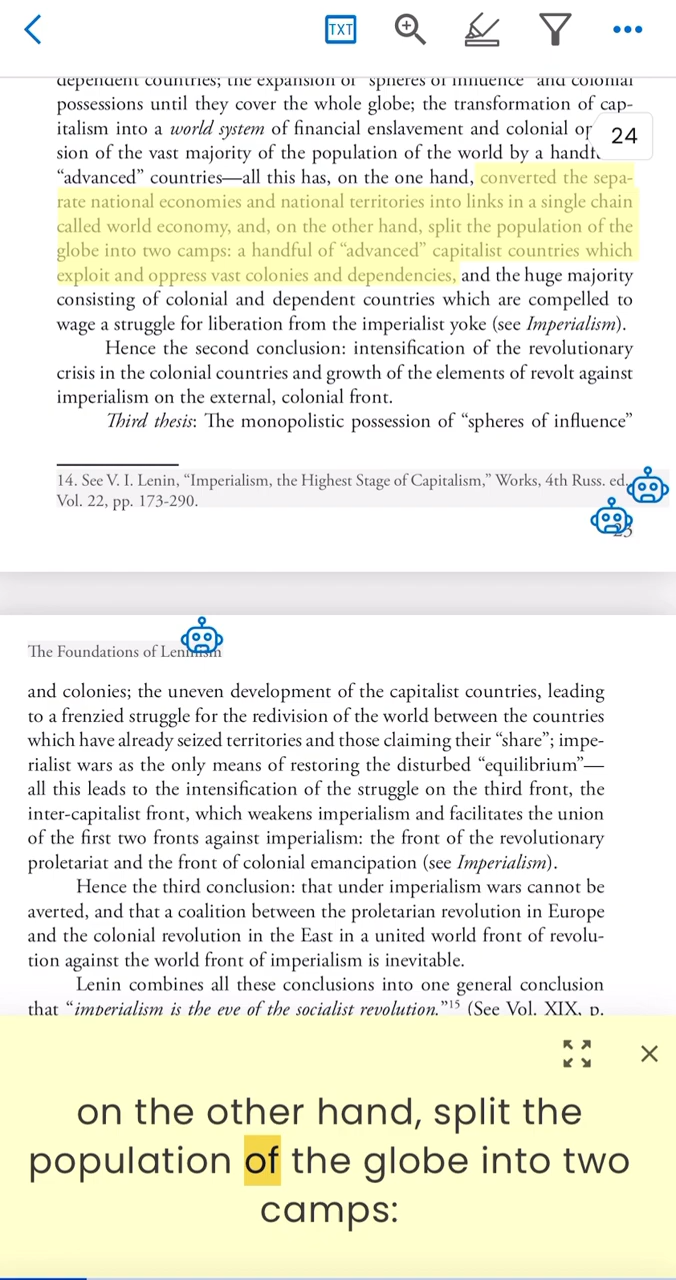 TXT
dependent countries; the expansion of "spheres of influence" and colonial
possessions until they cover the whole globe; the transformation of cap-
italism into a world system of financial enslavement and colonial op
24
sion of the vast majority of the population of the world by a handf
“advanced” countries—all this has, on the one hand, converted the sepa-
rate national economies and national territories into links in a single chain
called world economy, and, on the other hand, split the population of the
globe into two camps: a handful of “advanced” capitalist countries which
exploit and oppress vast colonies and dependencies, and the huge majority
consisting of colonial and dependent countries which are compelled to
wage a struggle for liberation from the imperialist yoke (see Imperialism).
Hence the second conclusion: intensification of the revolutionary
crisis in the colonial countries and growth of the elements of revolt against
imperialism on the external, colonial front.
Third thesis: The monopolistic possession of “spheres of influence”
14. See V. I. Lenin, “Imperialism, the Highest Stage of Capitalism,” Works, 4th Russ. ed.,
Vol. 22, pp. 173-290.
23
The Foundations of Leninism
and colonies; the uneven development of the capitalist countries, leading
to a frenzied struggle for the redivision of the world between the countries
which have already seized territories and those claiming their “share”; impe-
rialist wars as the only means of restoring the disturbed “equilibrium”—
all this leads to the intensification of the struggle on the third front, the
inter-capitalist front, which weakens imperialism and facilitates the union
of the first two fronts against imperialism: the front of the revolutionary
proletariat and the front of colonial emancipation (see Imperialism).
Hence the third conclusion: that under imperialism wars cannot be
averted, and that a coalition between the proletarian revolution in Europe
and the colonial revolution in the East in a united world front of revolu-
tion against the world front of imperialism is inevitable.
Lenin combines all these conclusions into one general conclusion
that “imperialism is the eve of the socialist revolution.”15 (See Vol. XIX, p.
on the other hand, split the
population of the globe into two
camps: